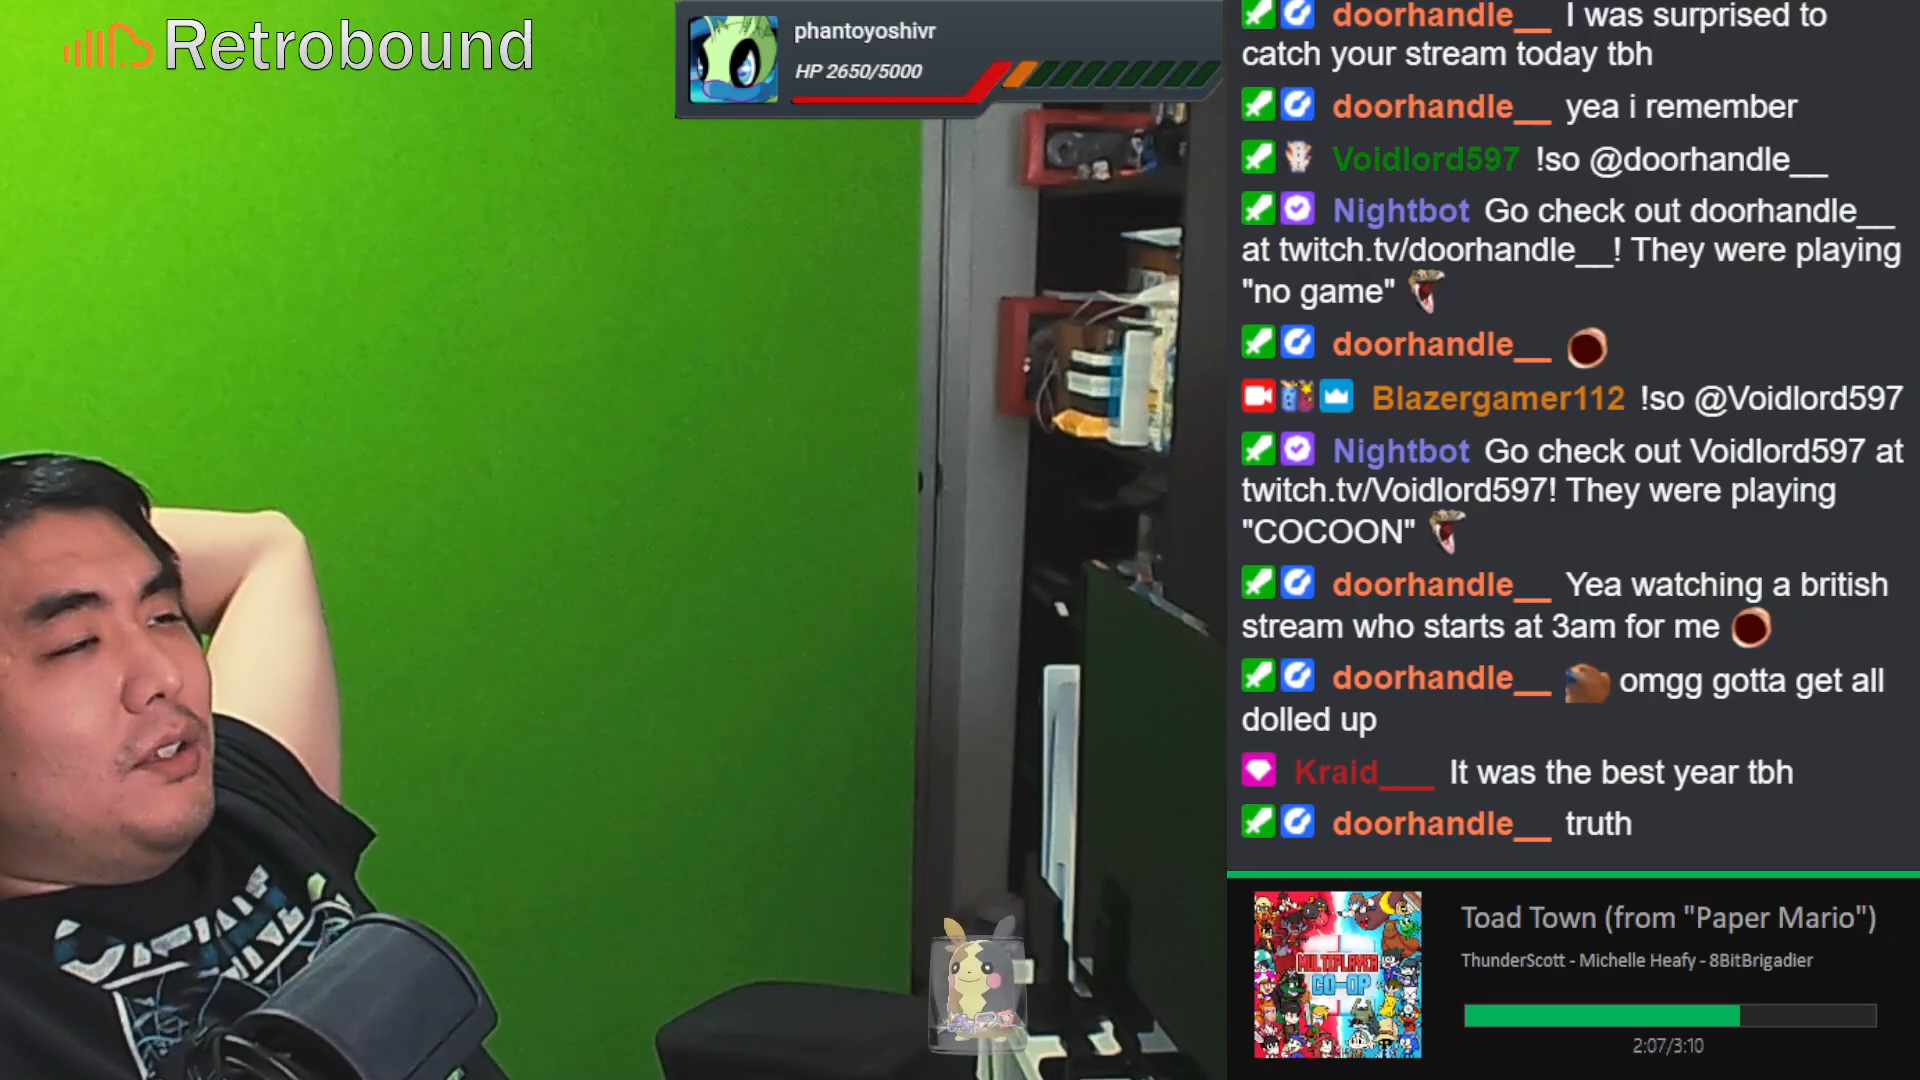 Retrobound
phantoyoshivr
HP 2650/5000
doorhandle__ I was surprised to
catch your stream today tbh
doorhandle__ yea i remember
Voidlord597 !so @doorhandle__
Nightbot Go check out doorhandle__
at twitch.tv/doorhandle__! They were playing
"no game"
doorhandle__
Blazergamer112 !so @Voidlord597
Nightbot Go check out Voidlord597 at
twitch.tv/Voidlord597! They were playing
"COCOON"
doorhandle__ Yea watching a british
stream who starts at 3am for me
doorhandle__ omgg gotta get all
dolled up
Kraid___ It was the best year tbh
doorhandle__ truth
MULTIPLAYER
CO-OP
Toad Town (from "Paper Mario")
ThunderScott - Michelle Heafy - 8BitBrigadier
2:07/3:10